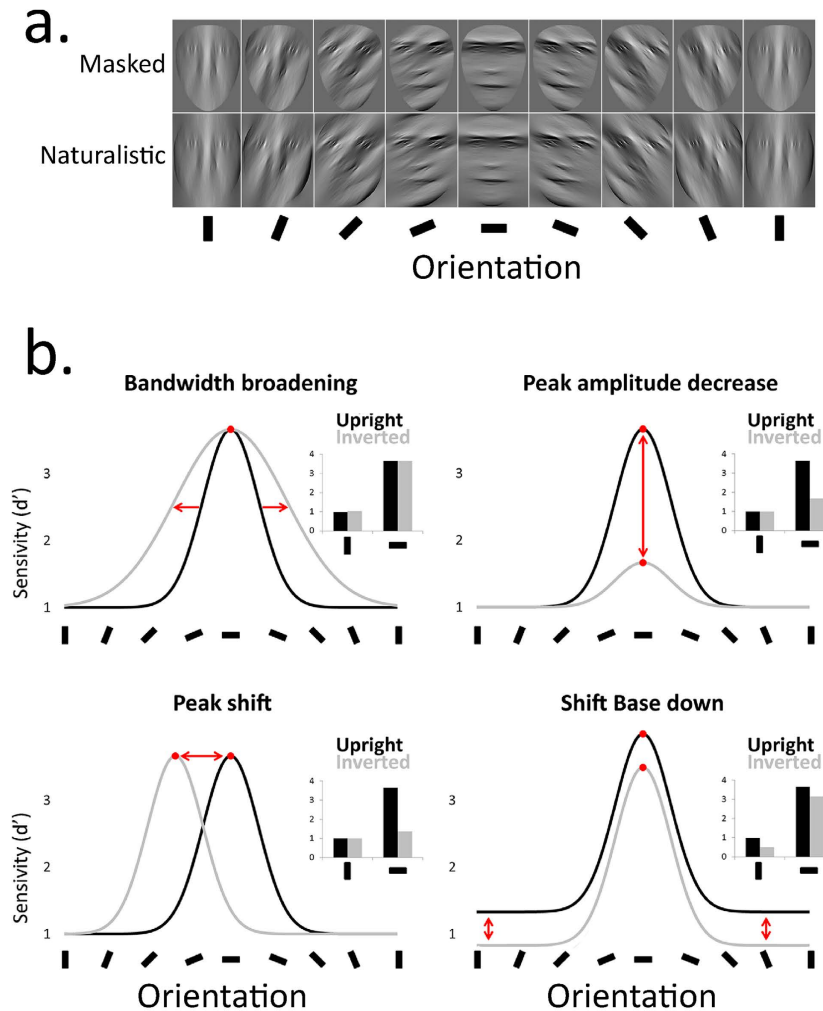 a.
Masked
Naturalistic
Orientation
b.
Bandwidth broadening
Upright
Inverted
4
3
2
1
0
3
2
1
Sensivity (d')
Peak amplitude decrease
Upright
Inverted
4
3
2
1
0
3
2
1
Peak shift
Upright
Inverted
4
3
2
1
0
3
2
1
Sensivity (d')
Orientation
Shift Base down
Upright
Inverted
4
3
2
1
0
3
2
1
Orientation